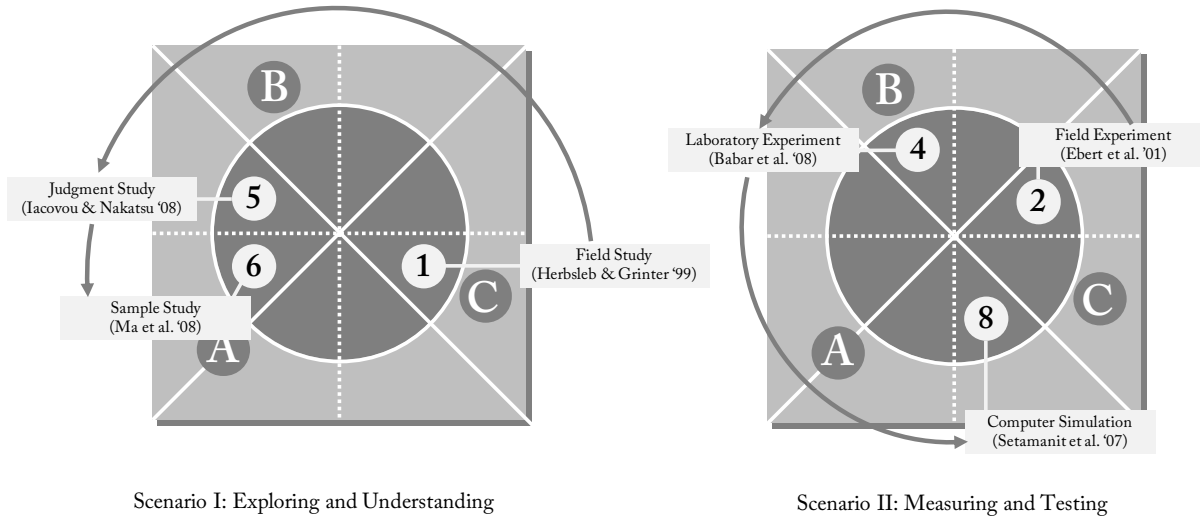 B
5
Judgment Study
(Iacovou & Nakatsu ‘08)
6
Sample Study
(Ma et al. ‘08)
A
1
Field Study
(Herbsleb & Grinter ‘99)
C
Scenario I: Exploring and Understanding
B
Laboratory Experiment
(Babar et al. ‘08)
4
Field Experiment
(Ebert et al. ’01)
2
C
8
A
Computer Simulation
(Setamanit et al. ‘07)
Scenario II: Measuring and Testing